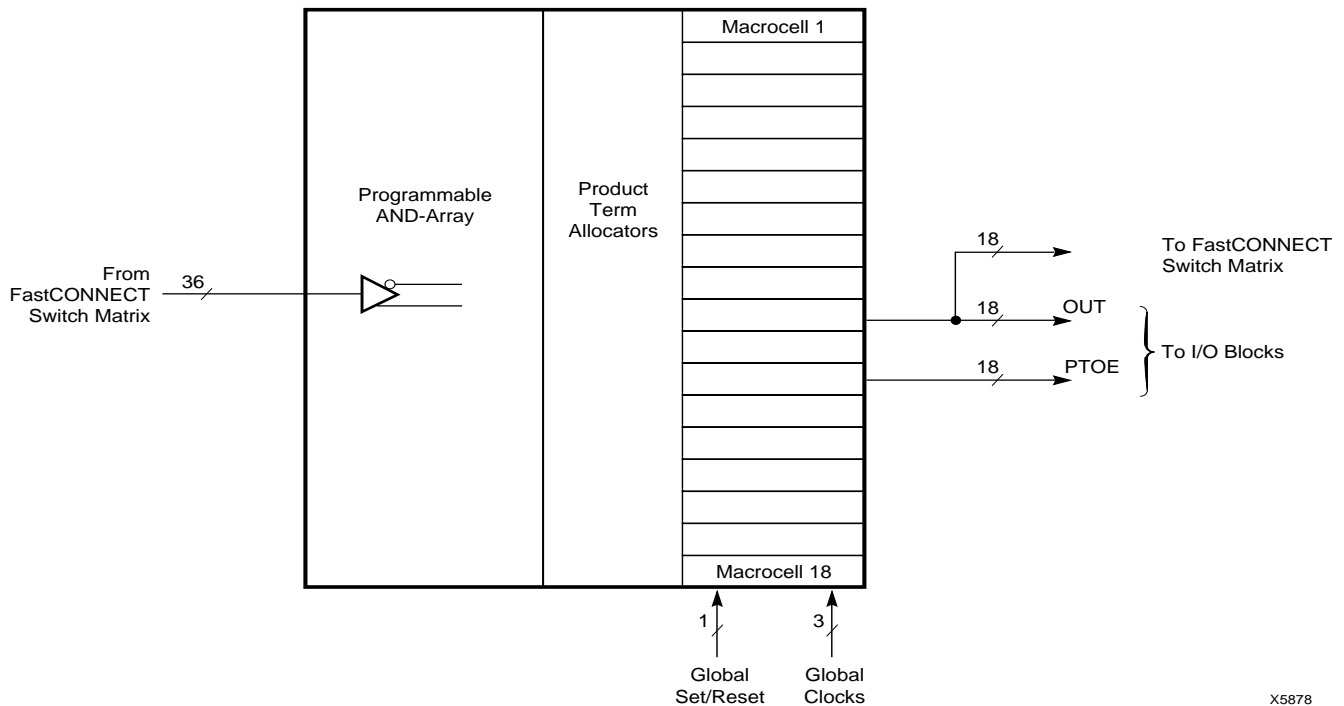 Macrocell 1
Programmable
AND-Array
Product
Term
Allocators
18
To FastCONNECT
Switch Matrix
From
FastCONNECT
Switch Matrix
36
18
OUT
To I/O Blocks
18
PTOE
Macrocell 18
1
3
Global
Set/Reset
Global
Clocks
X5878